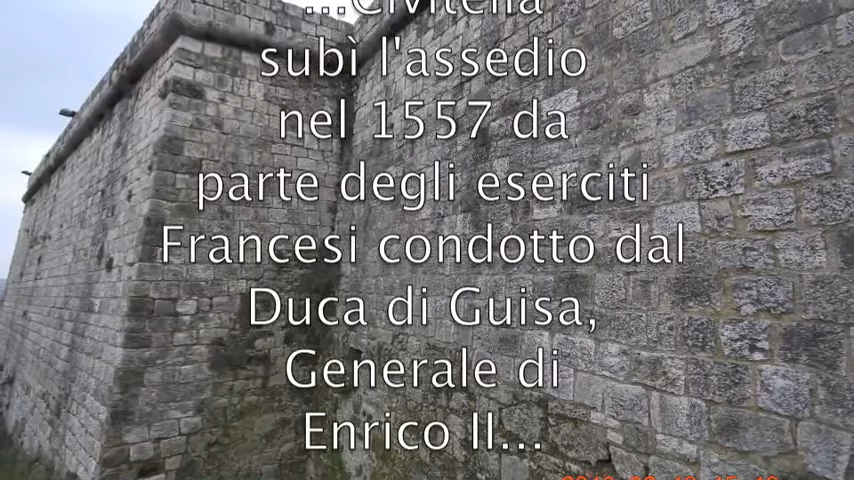 ...Civitella
subì l'assedio
nel 1557 da
parte degli eserciti
Francesi condotto dal
Duca di Guisa,
Generale di
Enrico II...